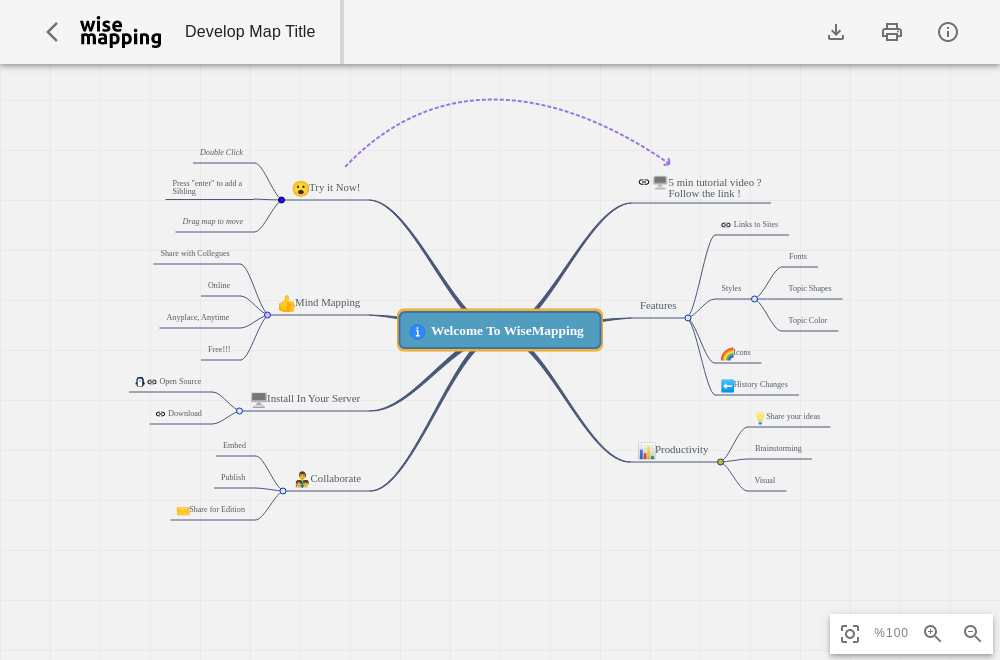 wise
mapping
Develop Map Title
Double Click
Press "enter" to add a
Sibling
Drag map to move
Try it Now!
5 min tutorial video ?
Follow the link !
Share with Collegues
Online
Anyplace, Anytime
Free!!!
Mind Mapping
Links to Sites
Fonts
Styles
Topic Shapes
Topic Color
Features
Icons
History Changes
Welcome To WiseMapping
Open Source
Download
Install In Your Server
Share your ideas
Brainstorming
Visual
Productivity
Embed
Publish
Share for Edition
Collaborate
%100